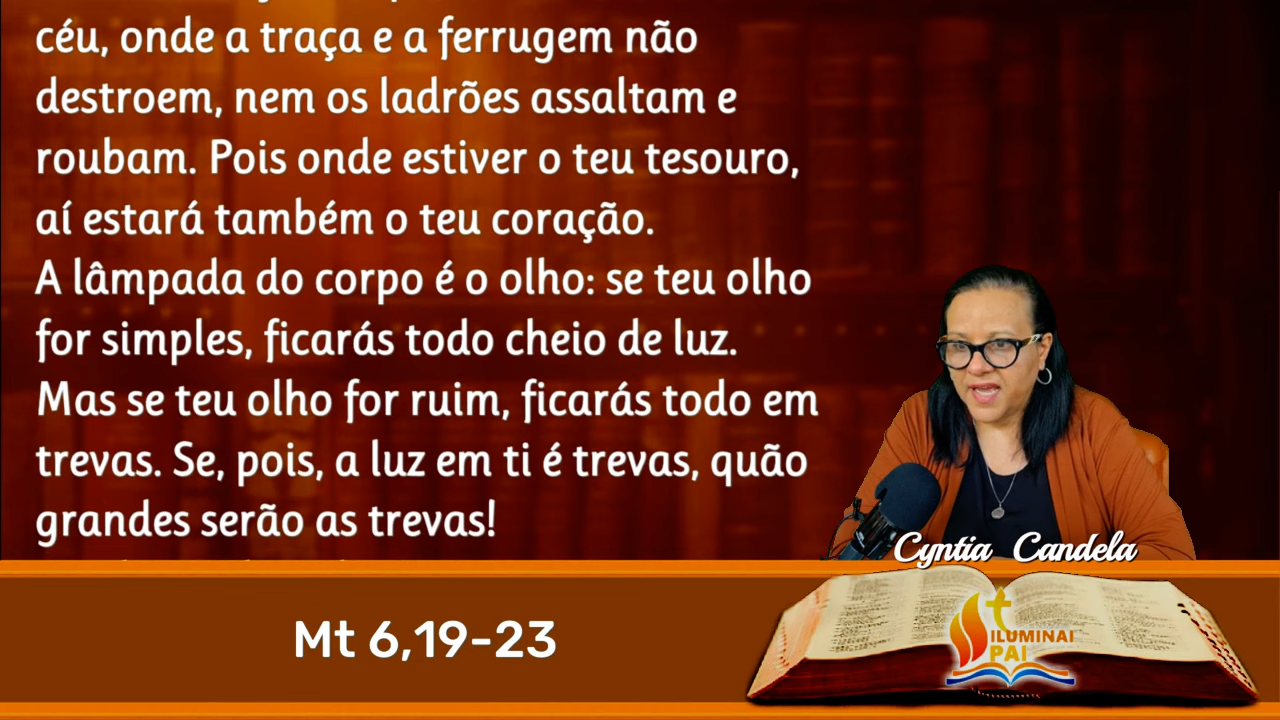 céu, onde a traça e a ferrugem não
destroem, nem os ladrões assaltam e
roubam. Pois onde estiver o teu tesouro,
aí estará também o teu coração.
A lâmpada do corpo é o olho: se teu olho
for simples, ficarás todo cheio de luz.
Mas se teu olho for ruim, ficarás todo em
trevas. Se, pois, a luz em ti é trevas, quão
grandes serão as trevas!
Cyntia Candela
Mt 6,19-23
ILUMINAI
PAI